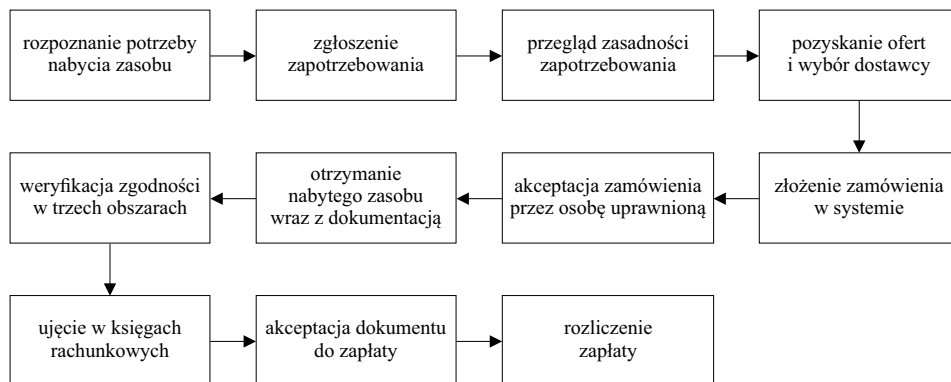 rozpoznanie potrzeby
nabycia zasobu
zgłoszenie
zapotrzebowania
przegląd zasadności
zapotrzebowania
pozyskanie ofert
i wybór dostawcy
złożenie zamówienia
w systemie
akceptacja zamówienia
przez osobę uprawnioną
otrzymanie
nabytego zasobu
wraz z dokumentacją
weryfikacja zgodności
w trzech obszarach
ujęcie w księgach
rachunkowych
akceptacja dokumentu
do zapłaty
rozliczenie
zapłaty